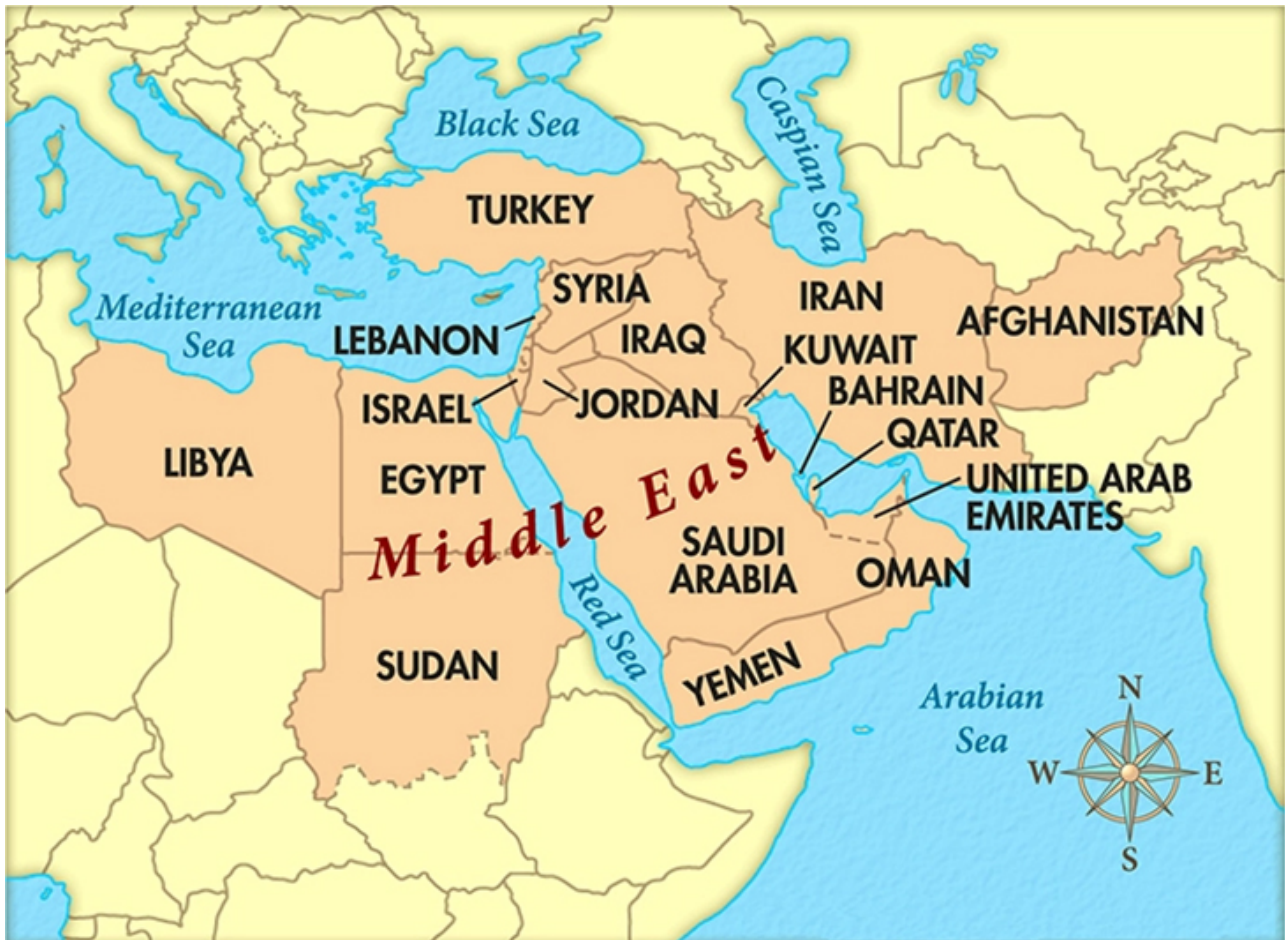 Black Sea
Caspian Sea
TURKEY
Mediterranean
Sea
SYRIA
LEBANON
IRAQ
IRAN
AFGHANISTAN
KUWAIT
ISRAEL
JORDAN
BAHRAIN
QATAR
LIBYA
EGYPT
Middle East
UNITED ARAB
EMIRATES
SAUDI
ARABIA
OMAN
Red Sea
SUDAN
YEMEN
Arabian
Sea
N
W
E
S